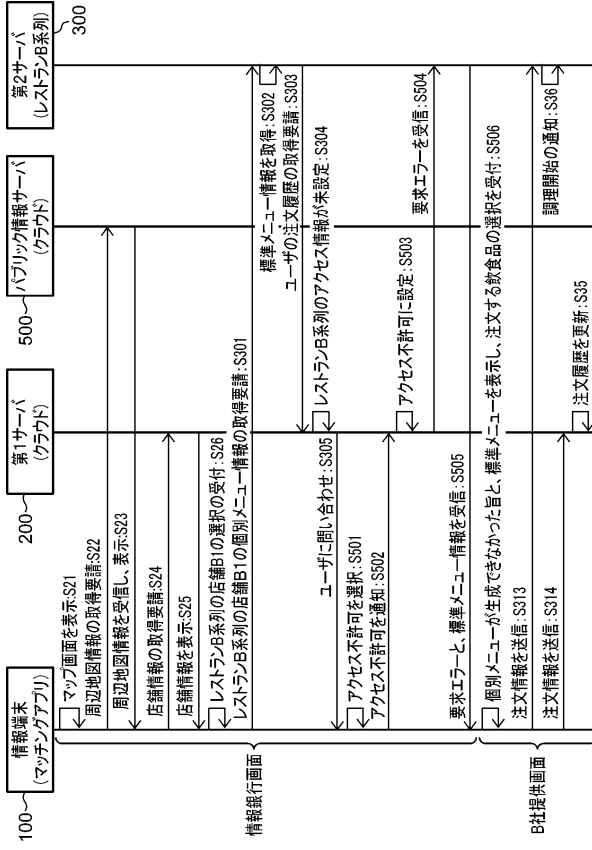 情報端末
(マッチングアプリ)
100
第1サーバ
(クラウド)
200
パブリック情報サーバ
(クラウド)
500
第2サーバ
(レストランB系列)
300
マップ画面を表示:S21
周辺地図情報の取得要請:S22
周辺地図情報を受信し、表示:S23
店舗情報の取得要請:S24
店舗情報を表示:S25
レストランB系列の店舗B1の選択の受付:S26
レストランB系列の店舗B1の個別メニュー情報の取得要請:S301
標準メニュー情報を取得:S302
ユーザの注文履歴の取得要請:S303
レストランB系列のアクセス情報が未設定:S304
ユーザに問い合わせ:S305
アクセス不許可を選択:S501
アクセス不許可を通知:S502
アクセス不許可に設定:S503
要求エラーを受信:S504
要求エラーと、標準メニュー情報を受信:S505
個別メニューが生成できなかった旨と、標準メニューを表示し、注文する飲食品の選択を受付:S506
注文情報を送信:S313
調理開始の通知:S36
注文情報を送信:S314
注文履歴を更新:S35
情報銀行画面
B社提供画面